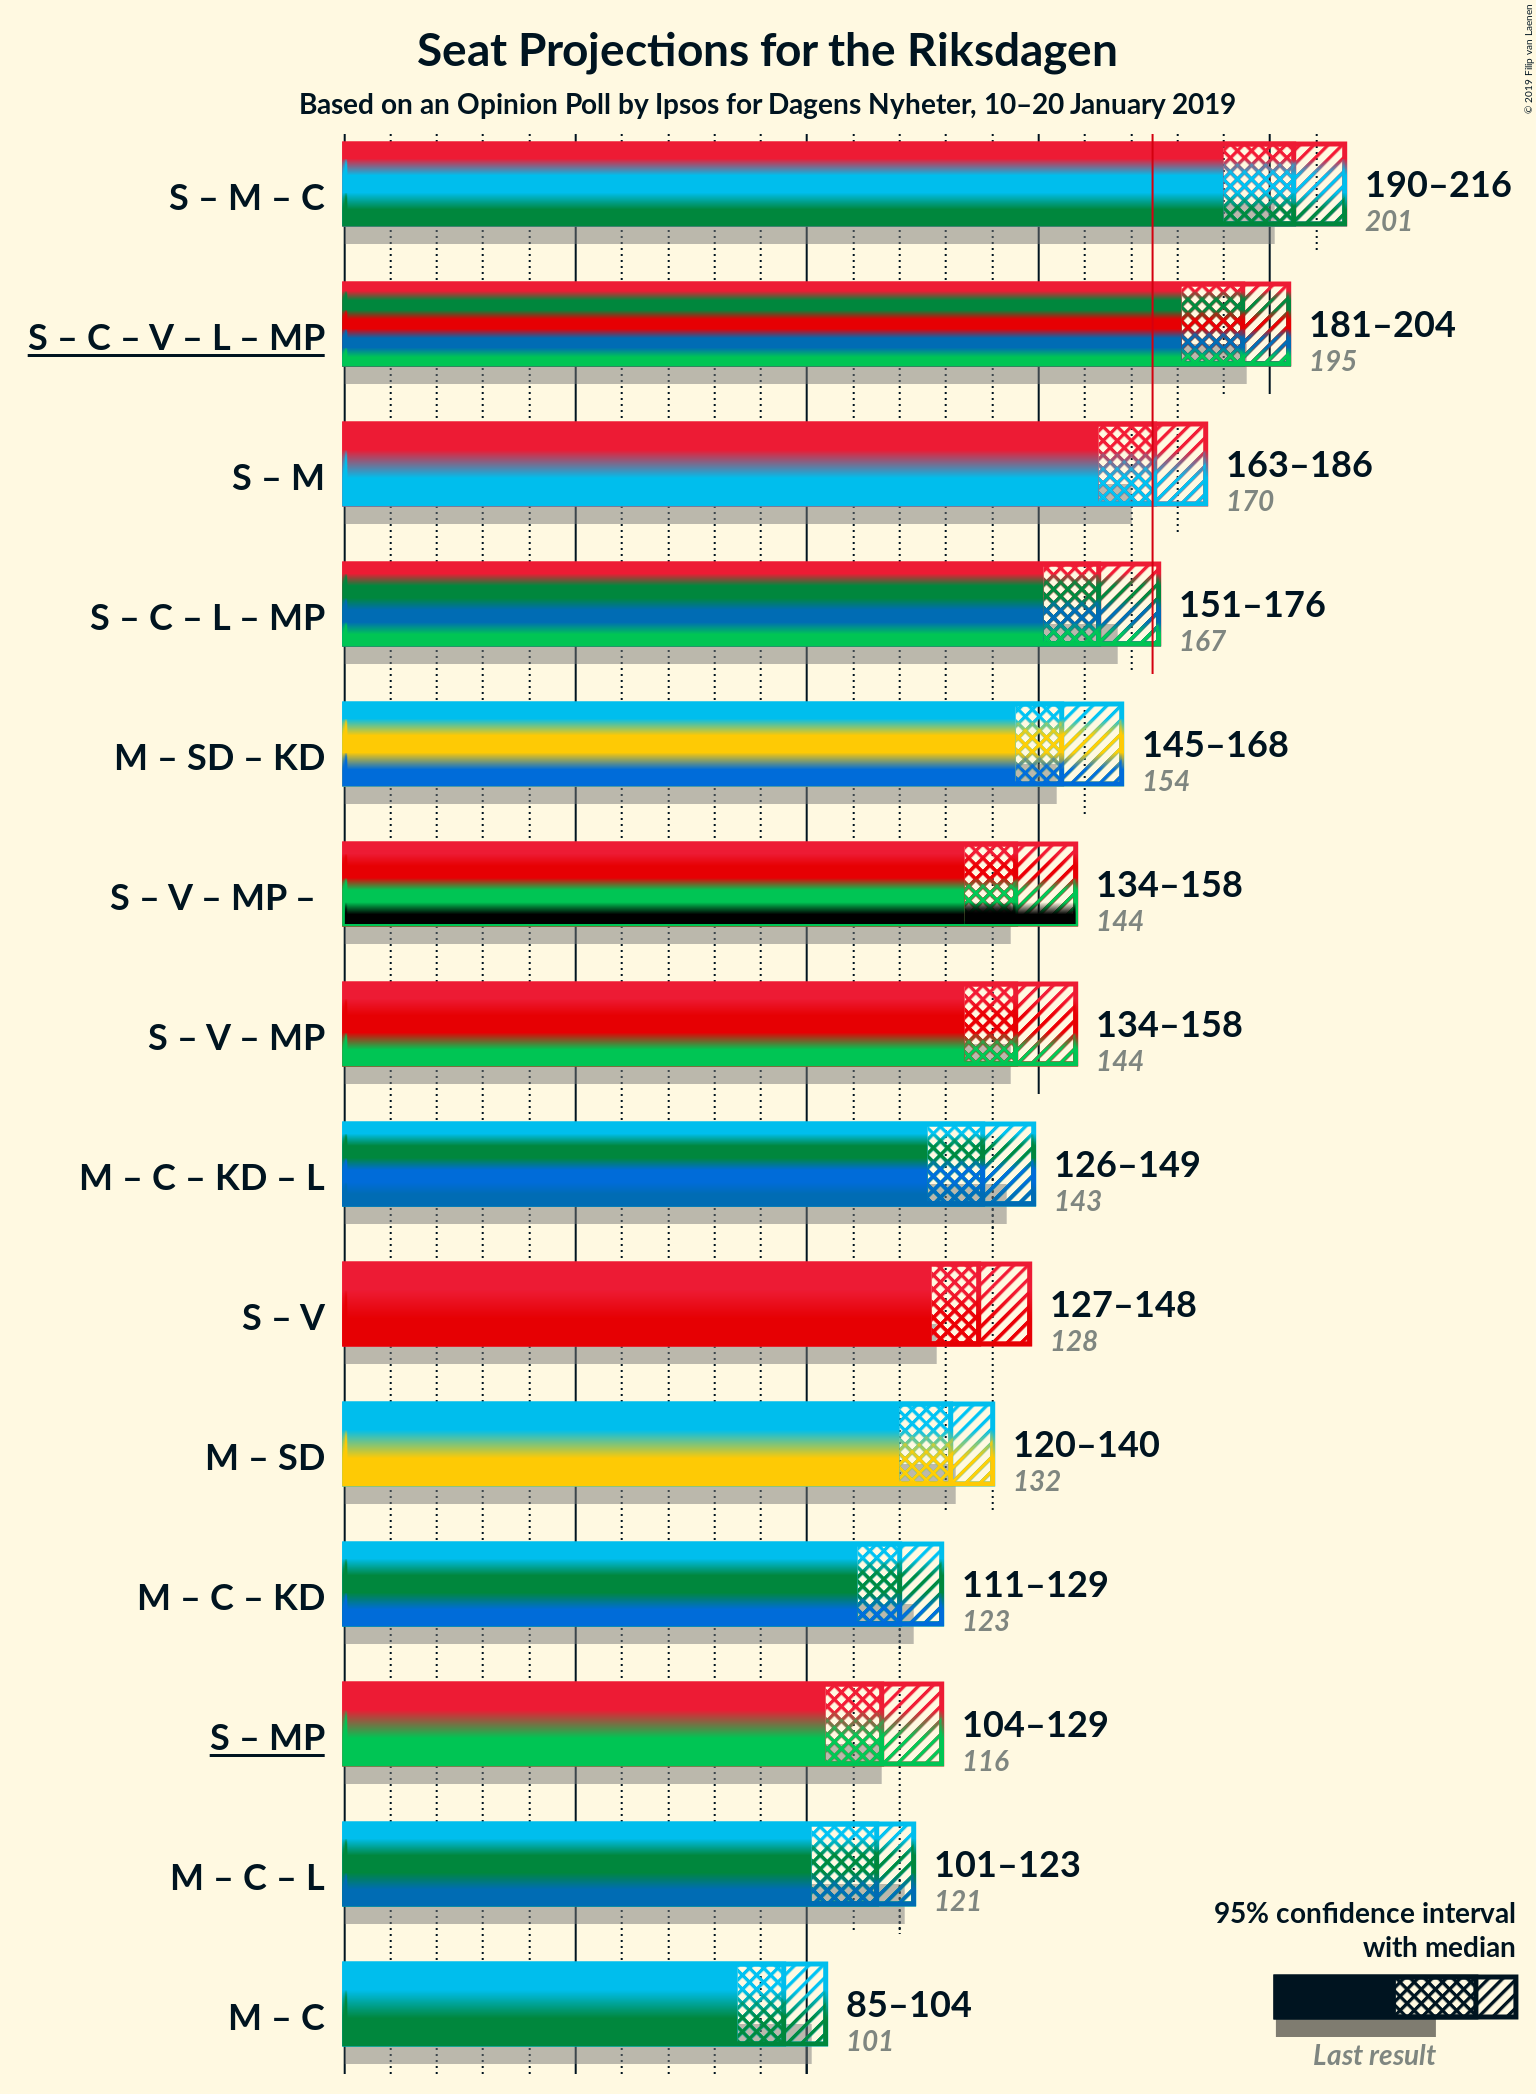 © 2019 Filip van Laenen
Seat Projections for the Riksdagen
Based on an Opinion Poll by Ipsos for Dagens Nyheter, 10–20 January 2019
S – M – C
190–216
201
S – C – V – L – MP
181–204
195
S – M
163–186
170
S – C – L – MP
151–176
167
M – SD – KD
145–168
154
S – V – MP –
134–158
144
S – V – MP
134–158
144
M – C – KD – L
126–149
143
S – V
127–148
128
M – SD
120–140
132
M – C – KD
111–129
123
S – MP
104–129
116
M – C – L
101–123
121
M – C
85–104
101
95% confidence interval
with median
Last result